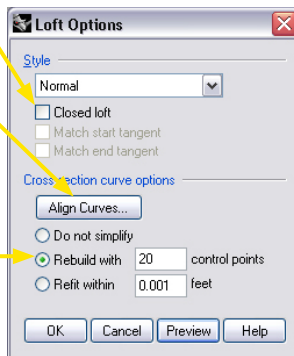 Loft Options
Style
Normal
Closed loft
Match start tangent
Match end tangent
Cross-section curve options
Align Curves...
Do not simplify
Rebuild with 20 control points
Refit within 0.001 feet
OK Cancel Preview Help